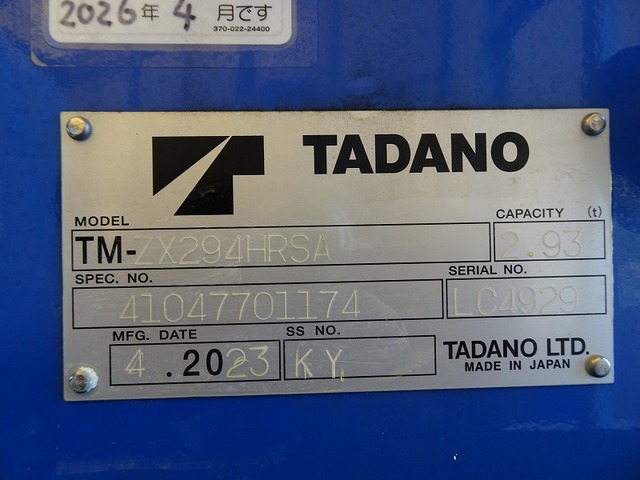 2026年 4 月です
370-022-24400
TADANO
MODEL
CAPACITY (t)
TM-ZX294HRSA
2.93
SPEC. NO.
SERIAL NO.
41047701174
LC4929
MFG. DATE
SS NO.
4 .2023
KY
TADANO LTD.
MADE IN JAPAN